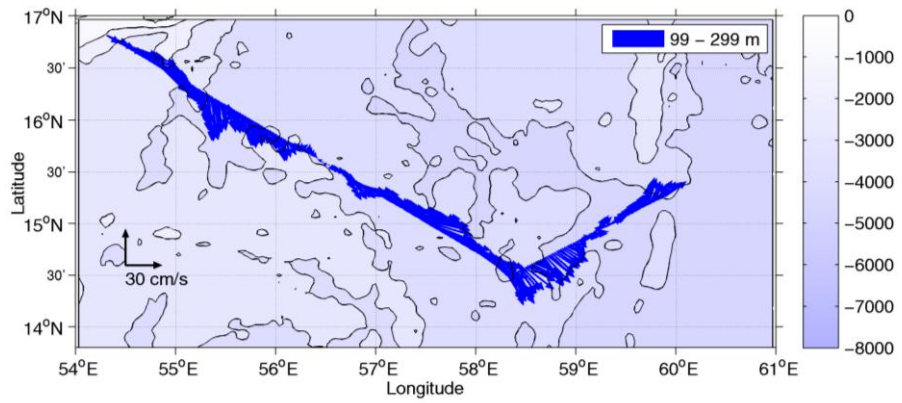 17°N
30'
16°N
30'
15°N
30'
14°N
Latitude
99 – 299 m
30 cm/s
54°E 55°E 56°E 57°E 58°E 59°E 60°E 61°E
Longitude
0
−1000
−2000
−3000
−4000
−5000
−6000
−7000
−8000